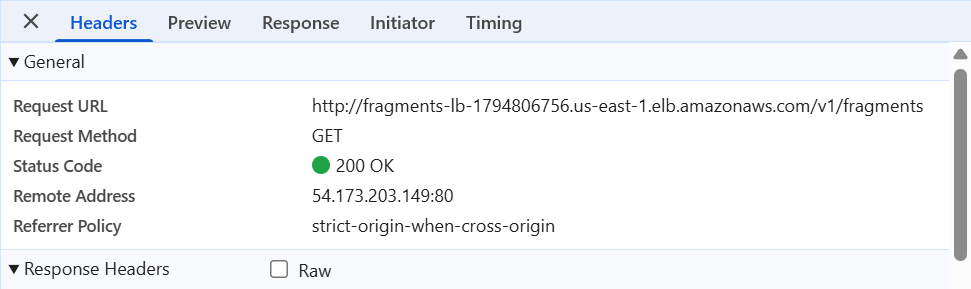 Headers Preview Response Initiator Timing
General
Request URL http://fragments-lb-1794806756.us-east-1.elb.amazonaws.com/v1/fragments
Request Method GET
Status Code 200 OK
Remote Address 54.173.203.149:80
Referrer Policy strict-origin-when-cross-origin
Response Headers Raw